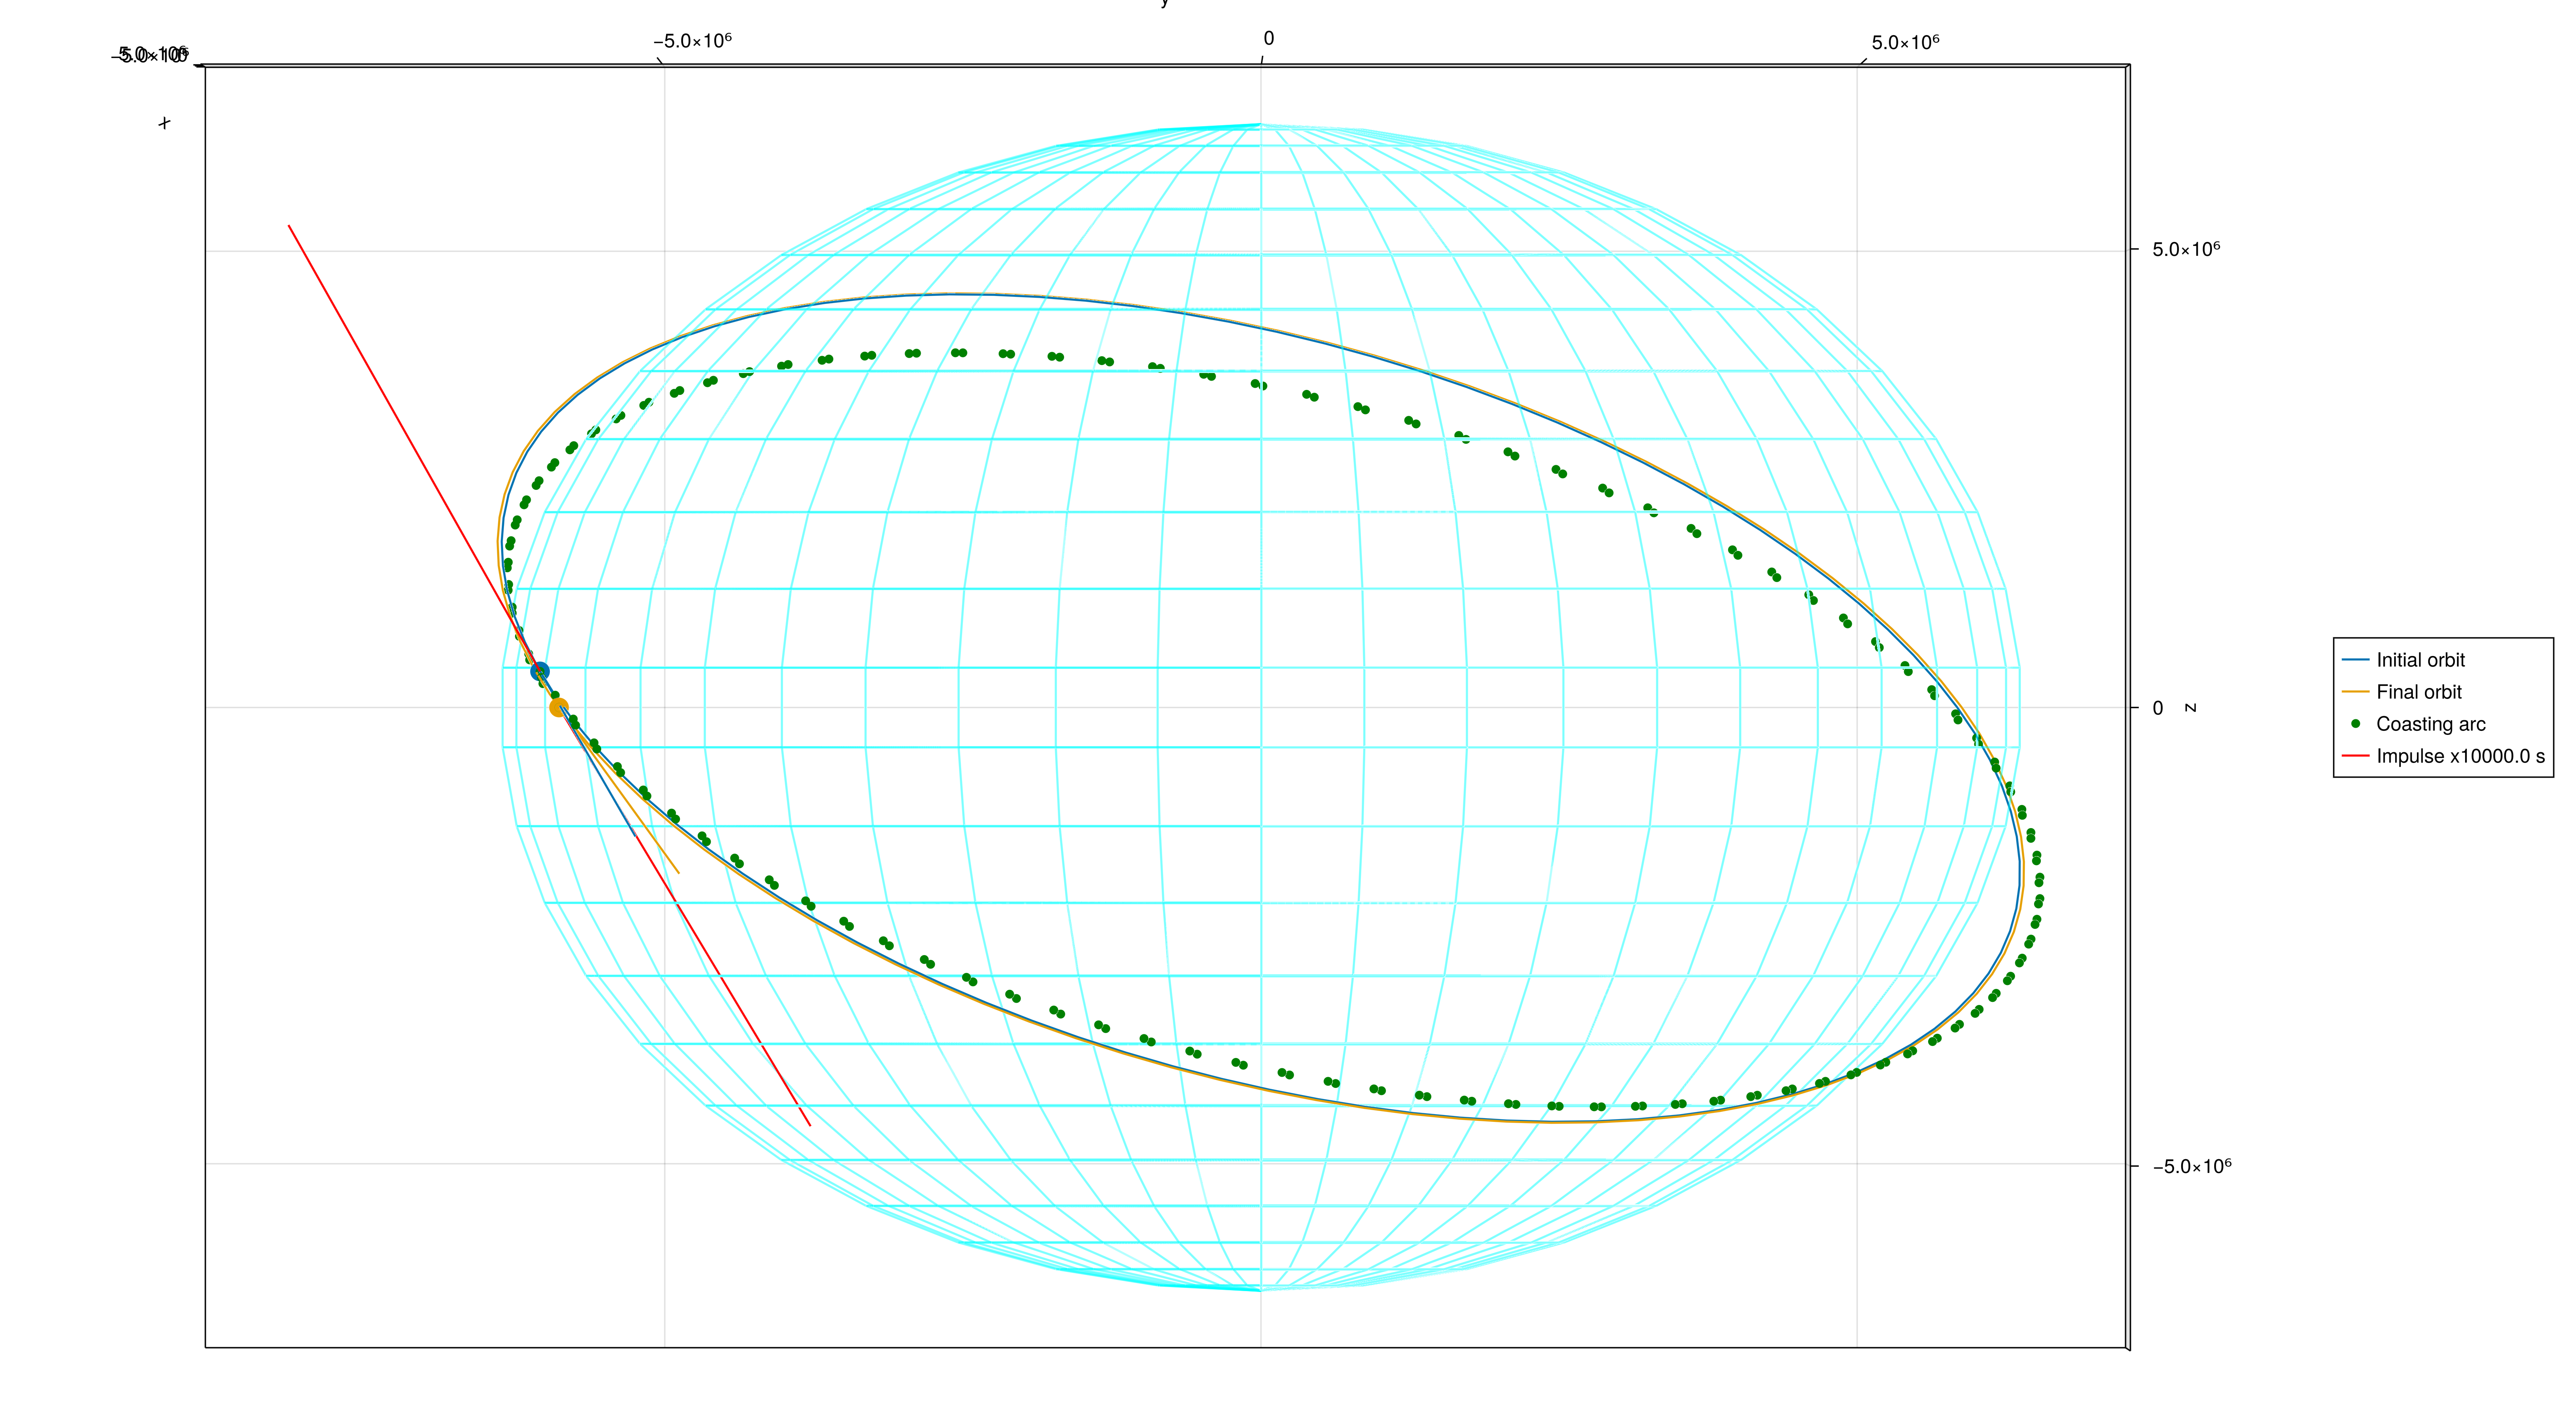 y
−5.0×10⁶
0
5.0×10⁶
x
5.0×10⁶
0
z
−5.0×10⁶
Initial orbit
Final orbit
Coasting arc
Impulse x10000.0 s